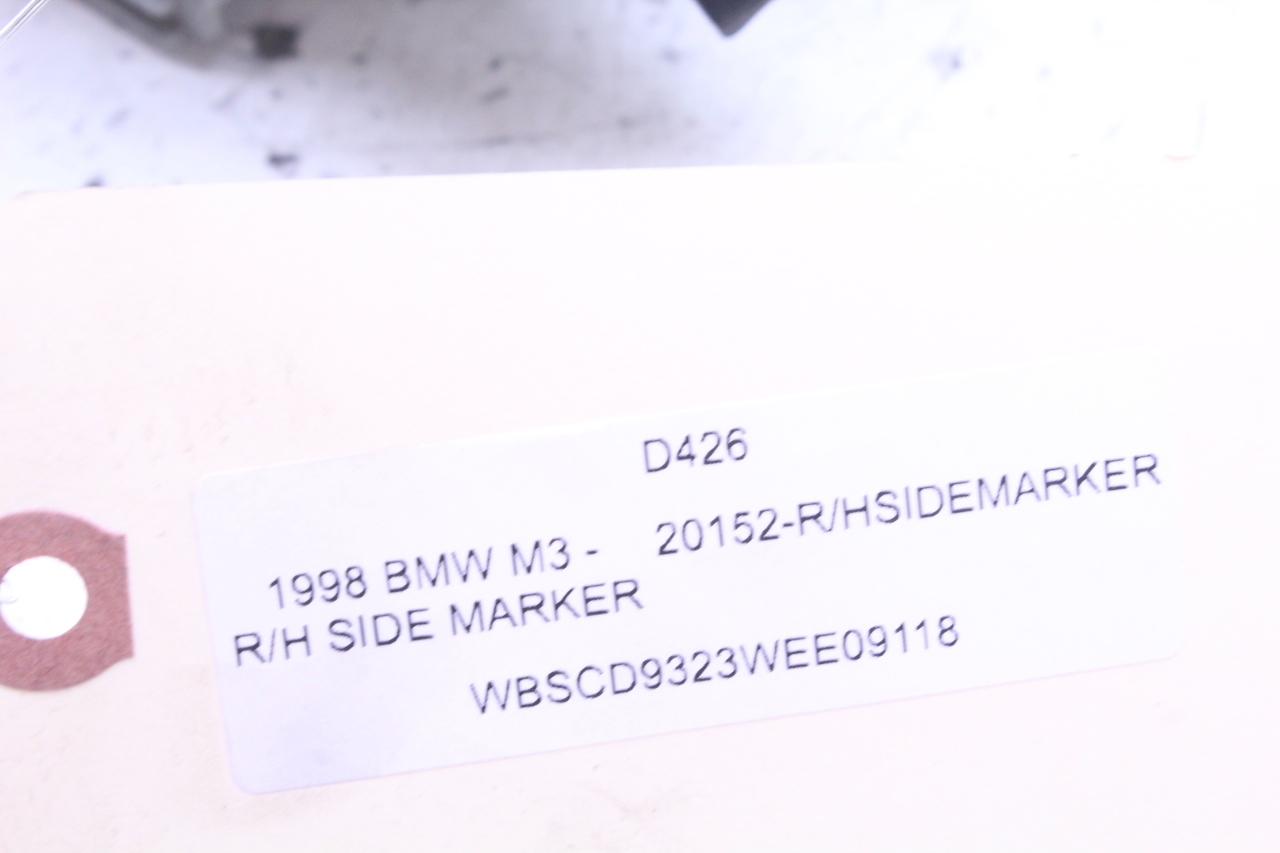 D426
1998 BMW M3 - 20152-R/HSIDEMARKER
R/H SIDE MARKER
WBSCD9323WEE09118